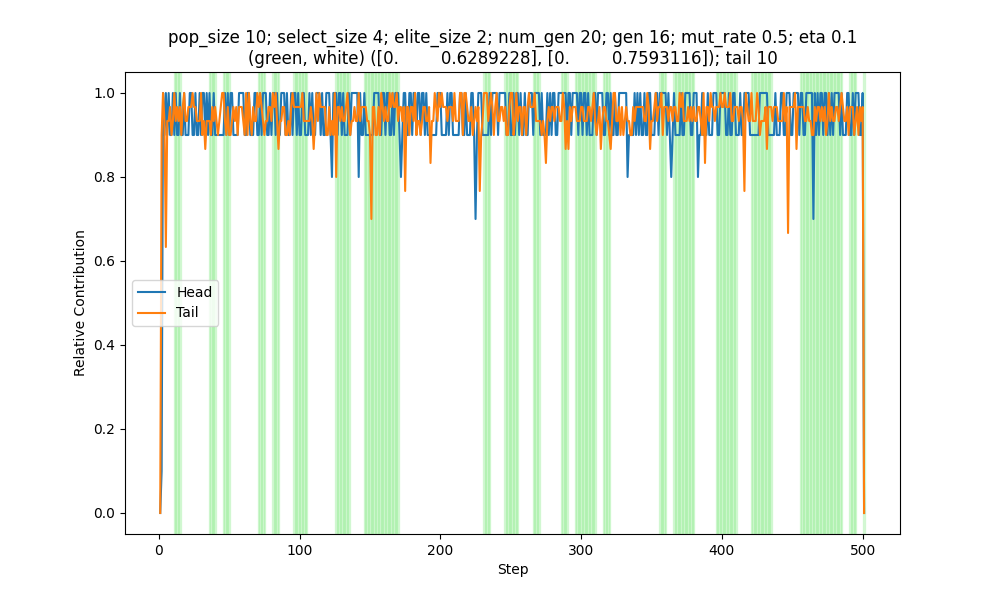 pop_size 10; select_size 4; elite_size 2; num_gen 20; gen 16; mut_rate 0.5; eta 0.1
(green, white) ([0.         0.6289228], [0.         0.7593116]); tail 10
1.0
0.8
0.6
0.4
0.2
0.0
Relative Contribution
Head
Tail
0
100
200
300
400
500
Step